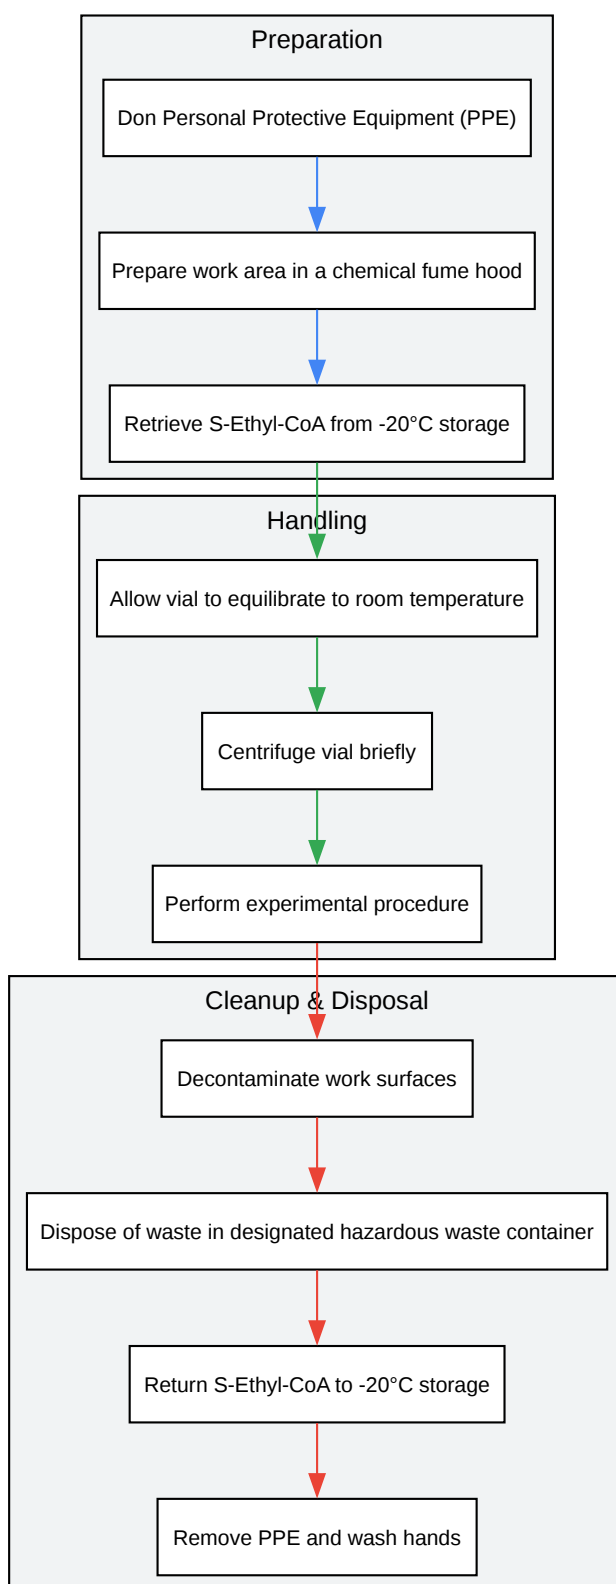 Preparation
Don Personal Protective Equipment (PPE)
Prepare work area in a chemical fume hood
Retrieve S-Ethyl-CoA from -20°C storage
Handling
Allow vial to equilibrate to room temperature
Centrifuge vial briefly
Perform experimental procedure
Cleanup & Disposal
Decontaminate work surfaces
Dispose of waste in designated hazardous waste container
Return S-Ethyl-CoA to -20°C storage
Remove PPE and wash hands